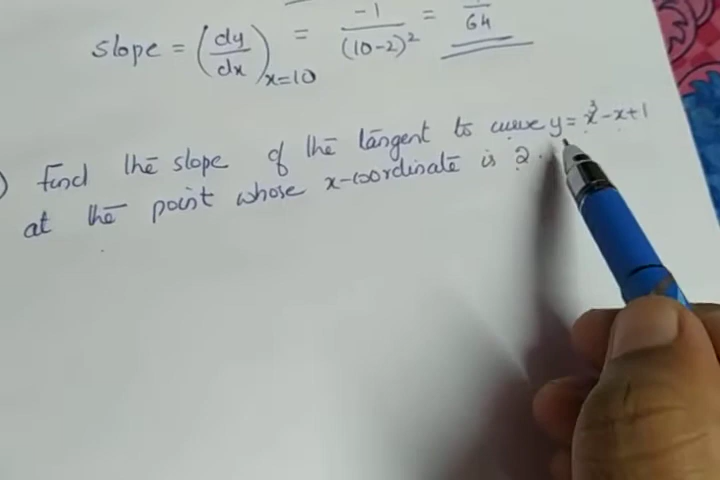 slope = (dy/dx)x=10 = -1/(10-2)² = /64
) Find the slope of the tangent to curve y = x³-x+1
at the point whose x-coordinate is 2.